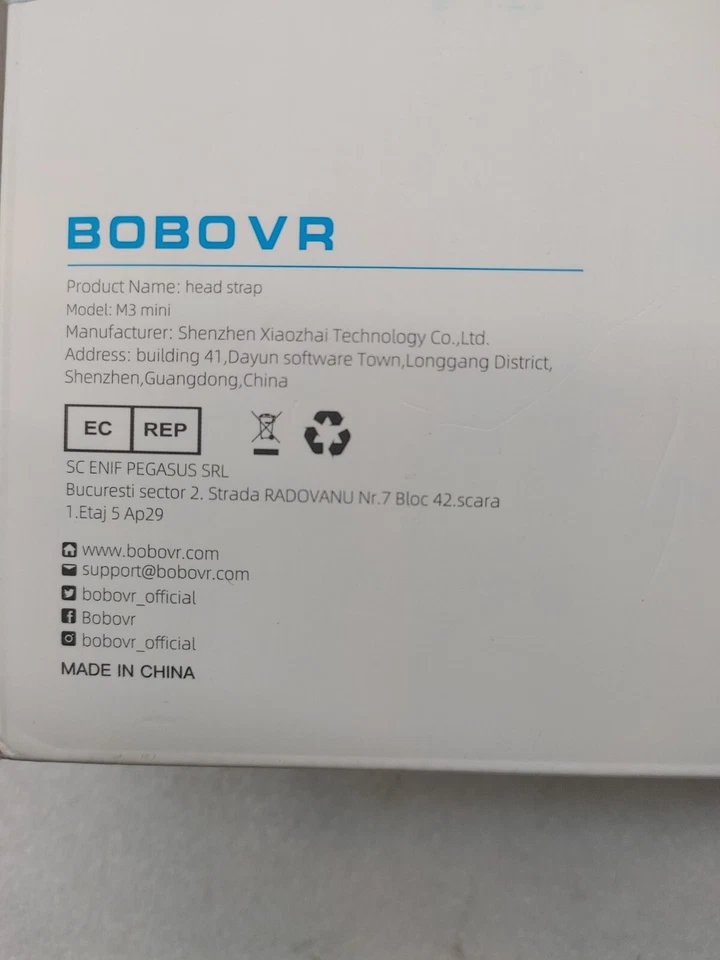 BOBOVR
Product Name: head strap
Model: M3 mini
Manufacturer: Shenzhen Xiaozhai Technology Co.,Ltd.
Address: building 41,Dayun software Town,Longgang District,
Shenzhen,Guangdong,China
EC REP
SC ENIF PEGASUS SRL
Bucuresti sector 2. Strada RADOVANU Nr.7 Bloc 42.scara
1.Etaj 5 Ap29
www.bobovr.com
support@bobovr.com
bobovr_official
Bobovr
bobovr_official
MADE IN CHINA